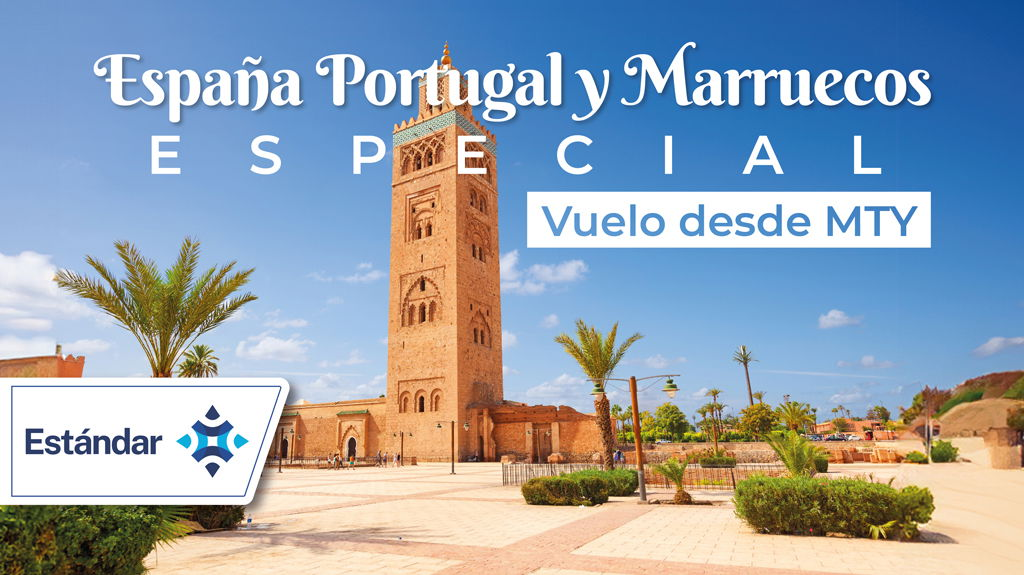 España Portugal y Marruecos
ESPECIAL
Vuelo desde MTY
Estándar